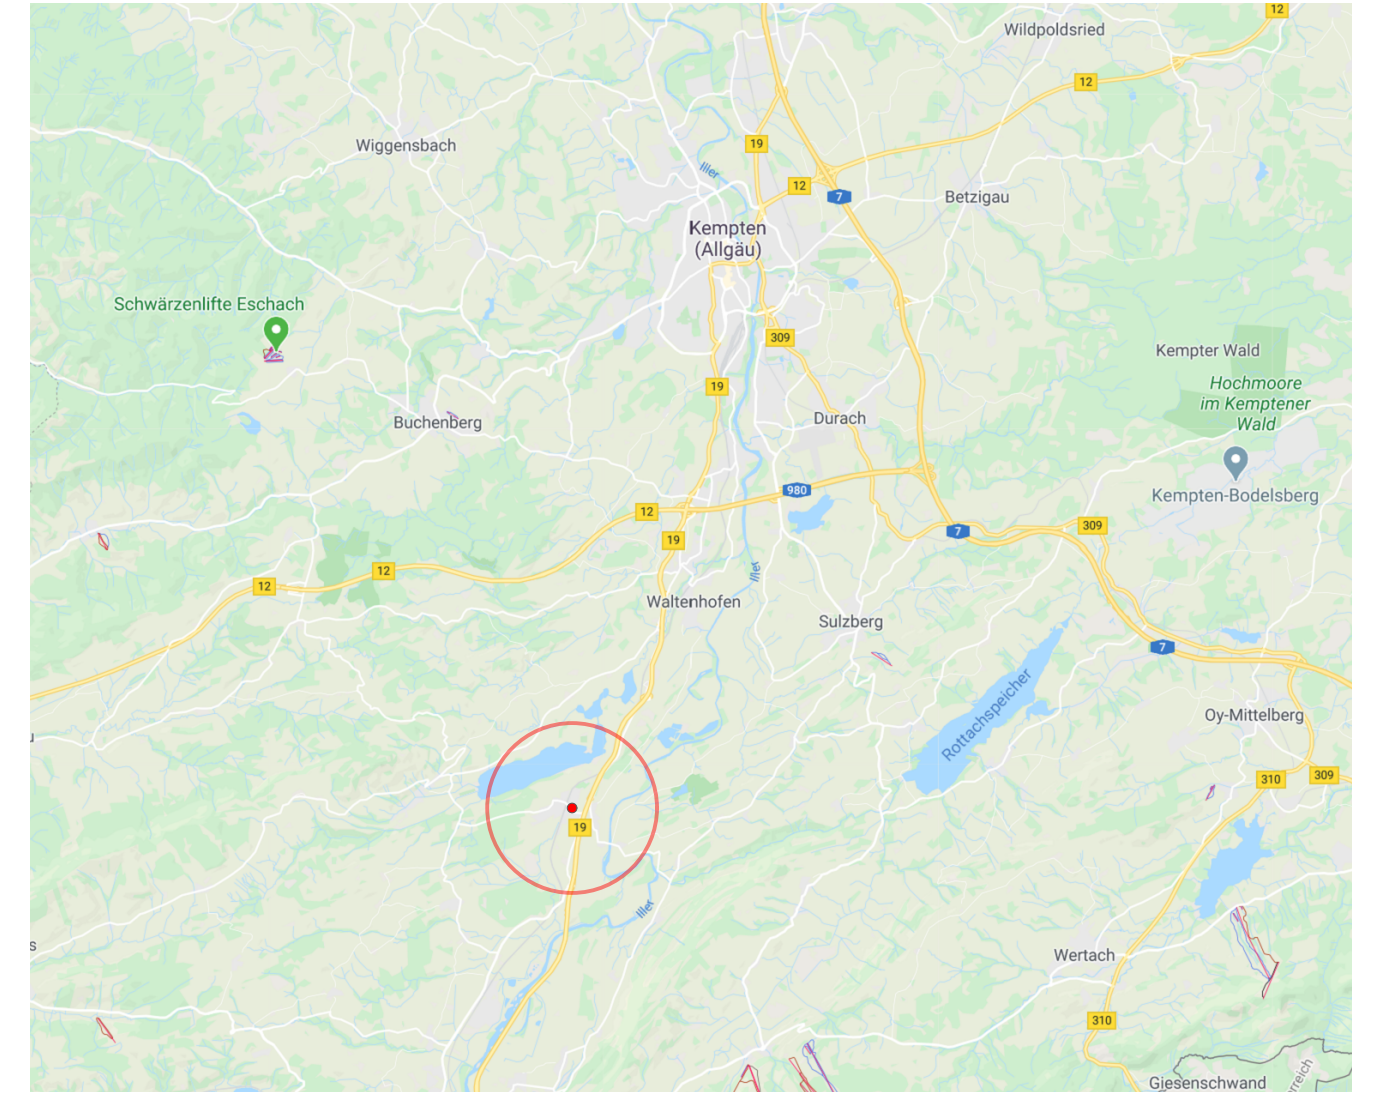 12
Wildpoldsried
12
Wiggensbach
19
Iller
12
7
Betzigau
Kempten
(Allgäu)
Schwärzenlifte Eschach
309
Kempter Wald
Hochmoore
im Kemptener
Wald
19
Buchenberg
Durach
Kempten-Bodelsberg
980
12
309
7
19
Iller
12
12
Waltenhofen
Sulzberg
7
Rottachspeicher
Oy-Mittelberg
310
309
19
Iller
s
Wertach
310
Giesenschwand
rreich